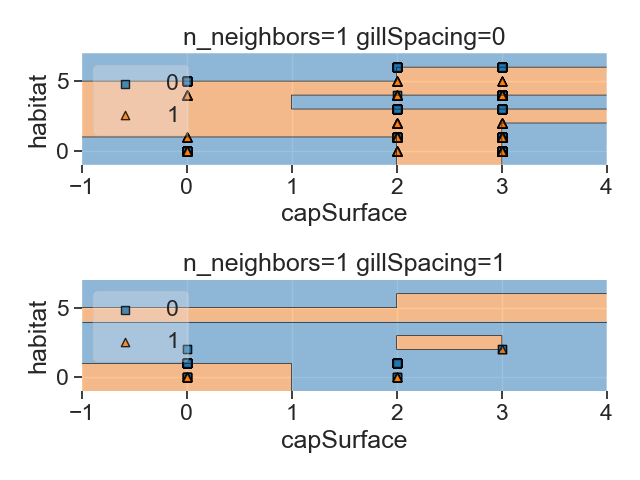 n_neighbors=1 gillSpacing=0
habitat
5
0
0
1
−1 0 1 2 3 4
capSurface
n_neighbors=1 gillSpacing=1
habitat
5
0
0
1
−1 0 1 2 3 4
capSurface